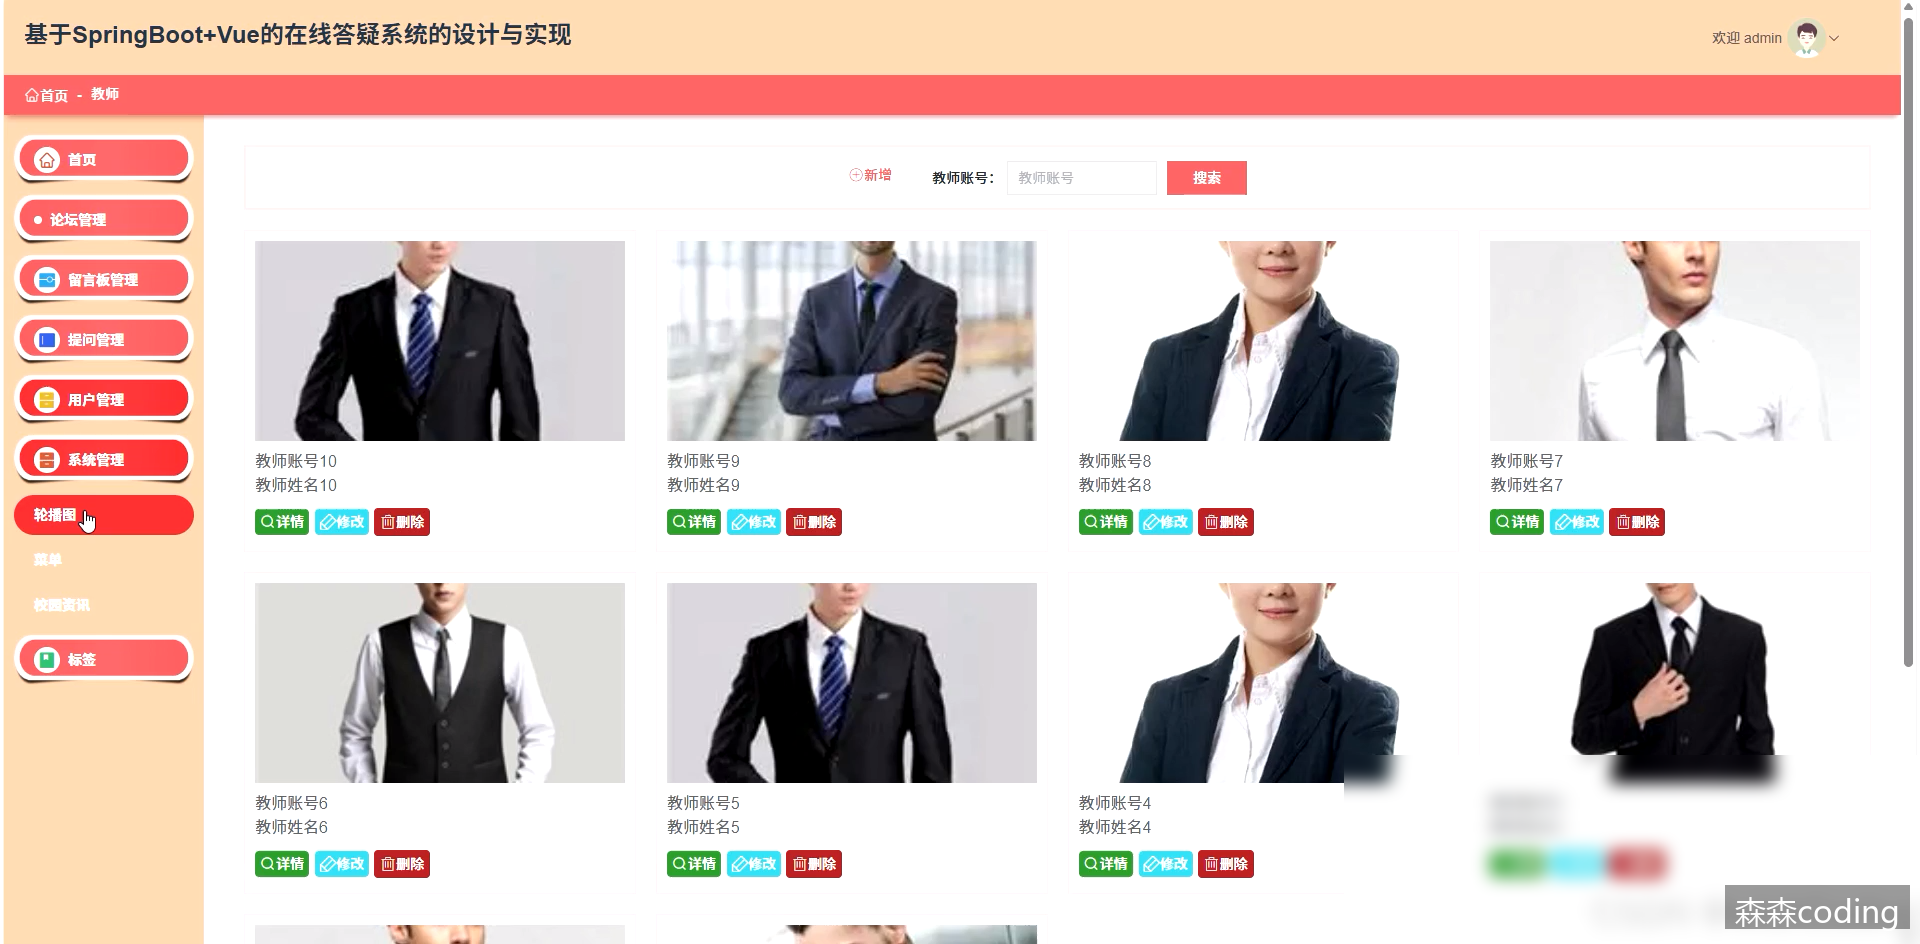 基于SpringBoot+Vue的在线答疑系统的设计与实现
欢迎 admin
首页 - 教师
首页
论坛管理
留言板管理
提问管理
用户管理
系统管理
轮播图
菜单
校园资讯
标签
新增 教师账号： 教师账号 搜索
教师账号10
教师姓名10
详情 修改 删除
教师账号9
教师姓名9
详情 修改 删除
教师账号8
教师姓名8
详情 修改 删除
教师账号7
教师姓名7
详情 修改 删除
教师账号6
教师姓名6
详情 修改 删除
教师账号5
教师姓名5
详情 修改 删除
教师账号4
教师姓名4
详情 修改 删除
森森coding